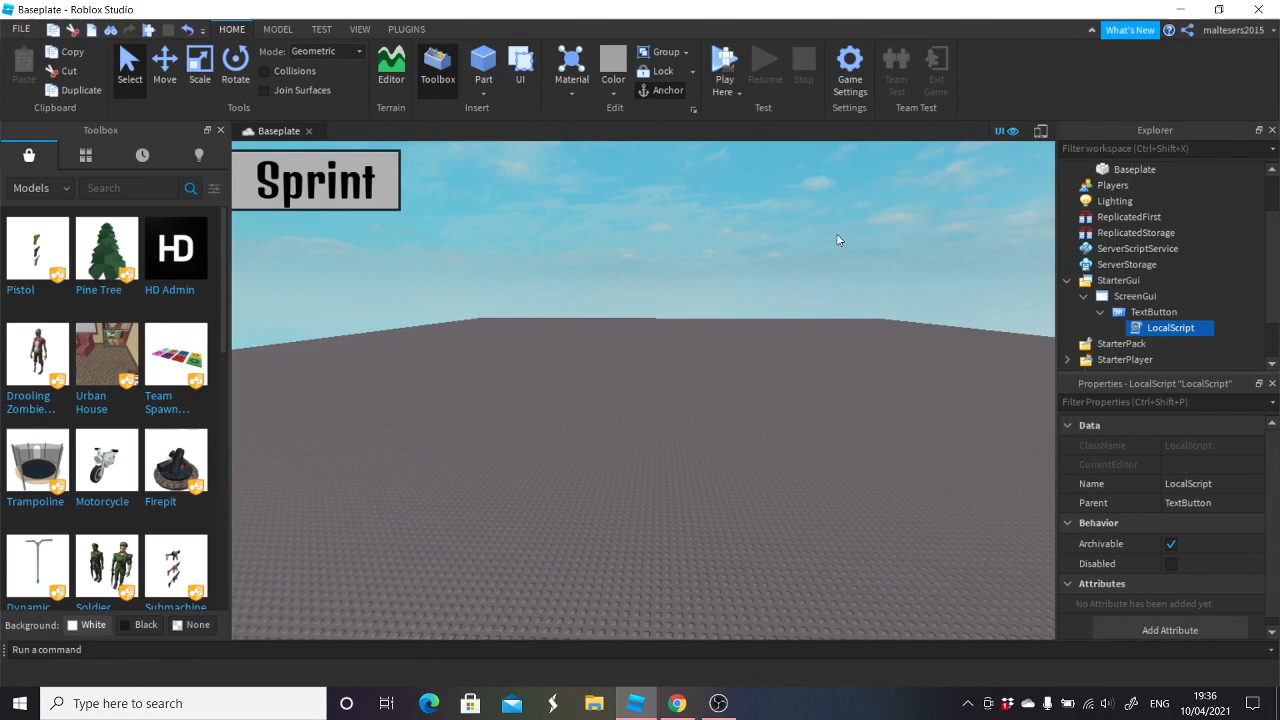 Baseplate - Roblox Studio
FILE HOME MODEL TEST VIEW PLUGINS What's New maltesers2015
Paste Copy Cut Duplicate Clipboard
Select Move Scale Rotate Mode: Geometric Collisions Join Surfaces Tools
Editor Terrain
Toolbox Part UI Insert
Material Color Group Lock Anchor Edit
Play Here Resume Stop Test
Game Settings Settings
Team Test Exit Game Team Test
Toolbox
Models Search
Pistol Pine Tree HD Admin
HD
Drooling Zombie... Urban House Team Spawn...
Trampoline Motorcycle Firepit
Dynamic Soldier Submachine
Background: White Black None
Baseplate
UI
Sprint
Explorer
Filter workspace (Ctrl+Shift+X)
Baseplate
Players
Lighting
ReplicatedFirst
ReplicatedStorage
ServerScriptService
ServerStorage
StarterGui
ScreenGui
TextButton
LocalScript
StarterPack
StarterPlayer
Properties - LocalScript "LocalScript"
Filter Properties (Ctrl+Shift+P)
Data
ClassName LocalScript
CurrentEditor
Name LocalScript
Parent TextButton
Behavior
Archivable
Disabled
Attributes
No Attribute has been added yet
Add Attribute
Run a command
Type here to search
ENG
19:36
10/04/2021